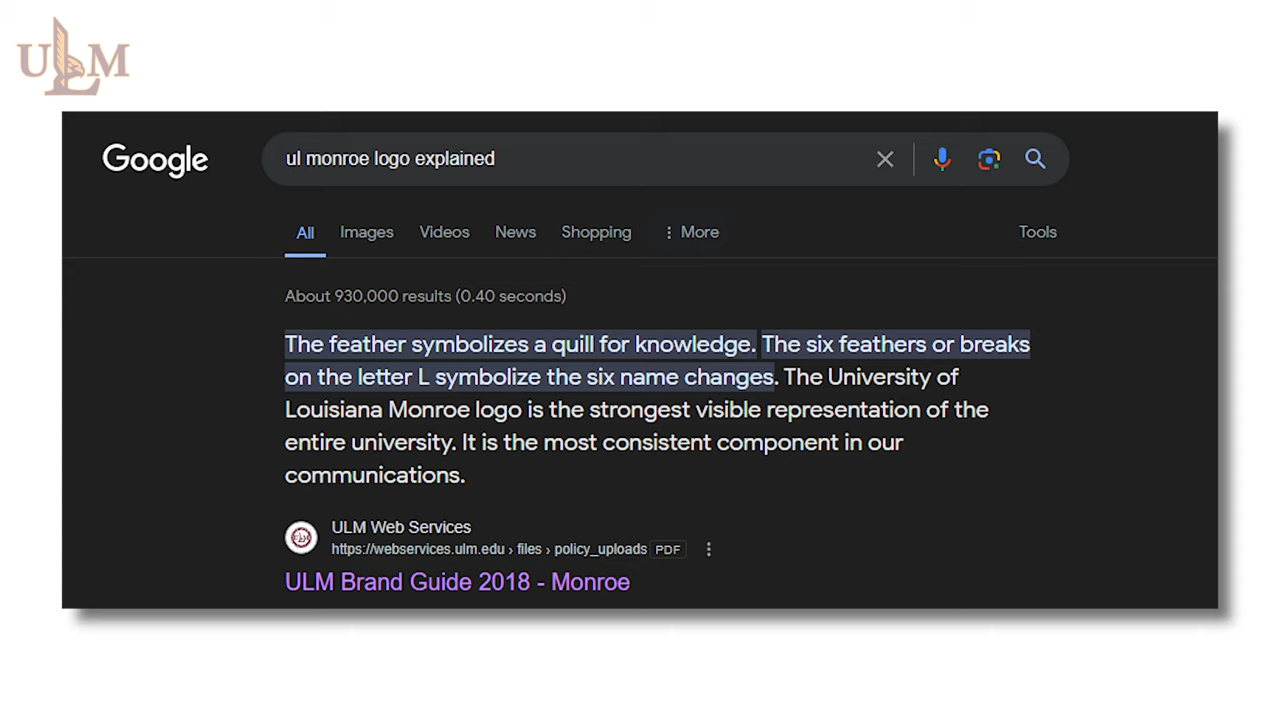 ULM
Google
ul monroe logo explained
All Images Videos News Shopping More Tools
About 930,000 results (0.40 seconds)
The feather symbolizes a quill for knowledge. The six feathers or breaks
on the letter L symbolize the six name changes. The University of
Louisiana Monroe logo is the strongest visible representation of the
entire university. It is the most consistent component in our
communications.
ULM Web Services
https://webservices.ulm.edu › files › policy_uploads PDF
ULM Brand Guide 2018 - Monroe